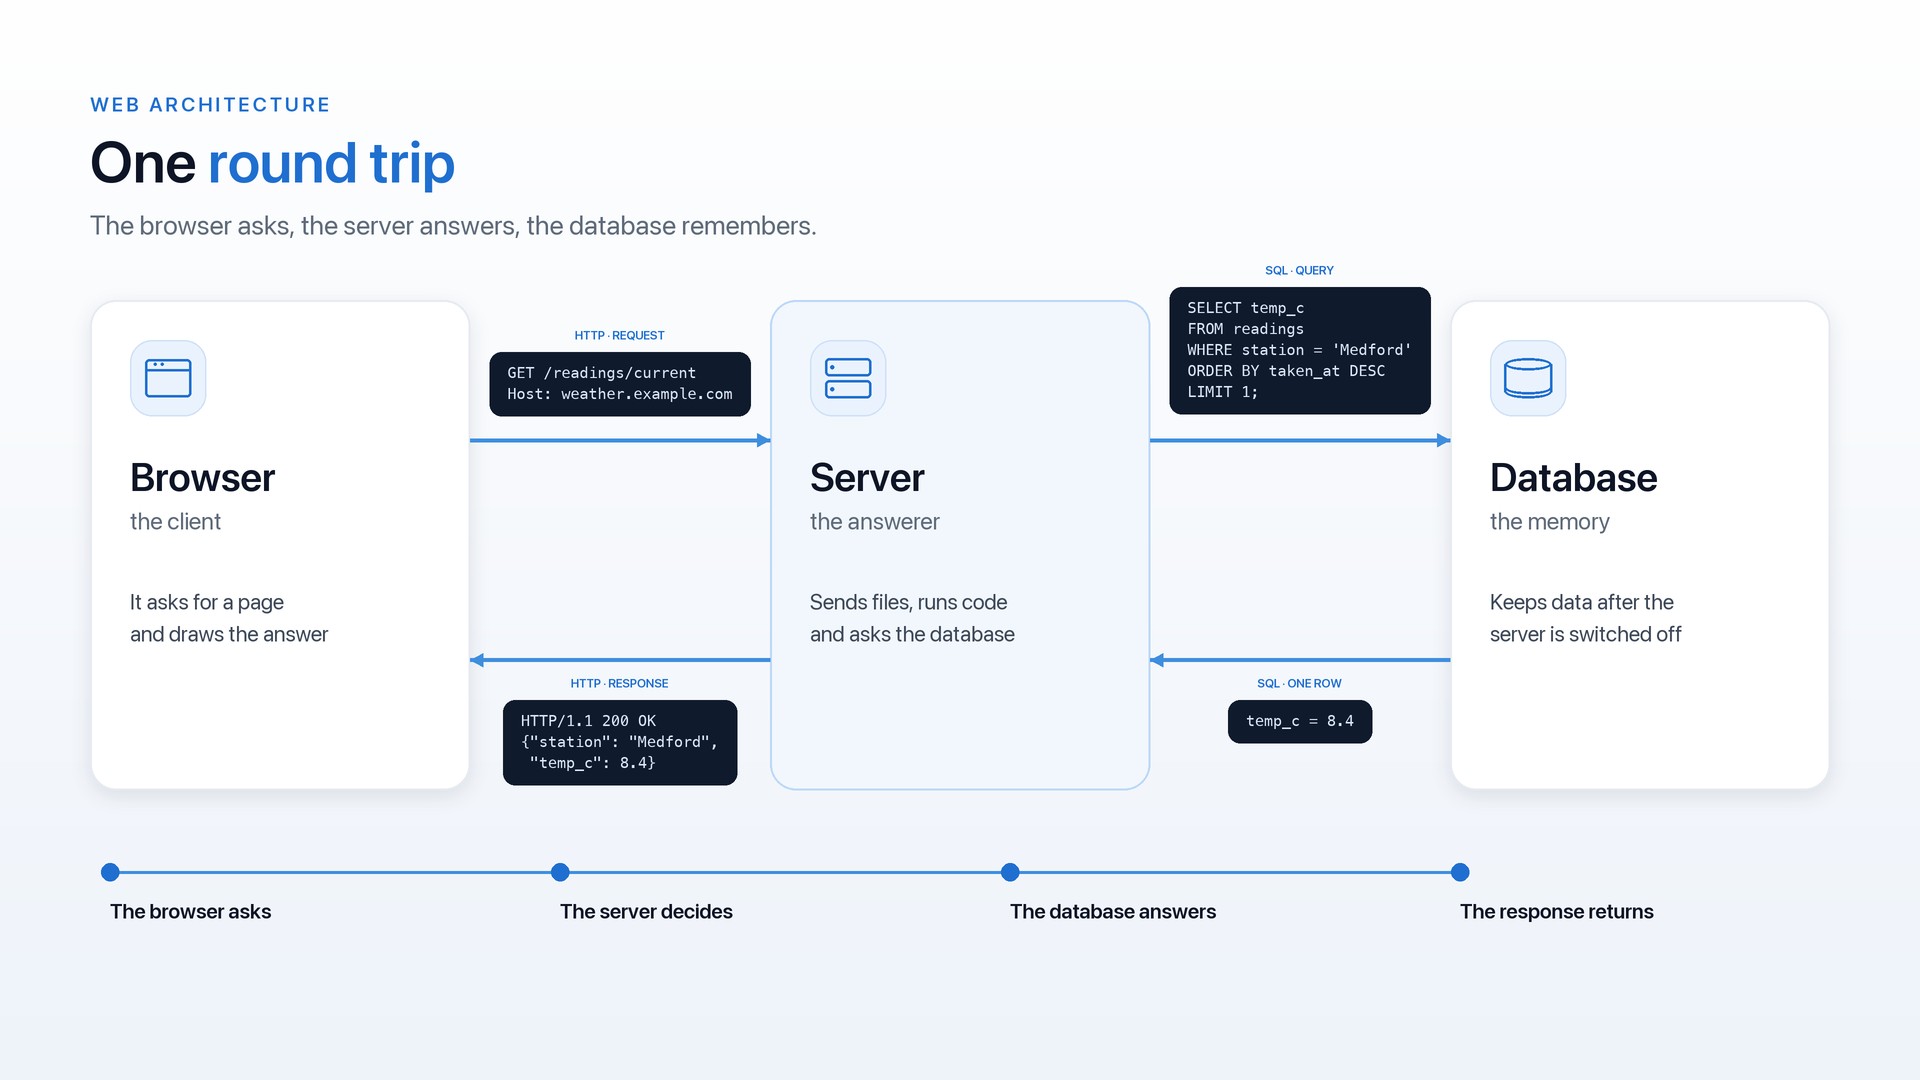 WEB ARCHITECTURE
One round trip
The browser asks, the server answers, the database remembers.
Browser
the client
It asks for a page
and draws the answer
HTTP · REQUEST
GET /readings/current
Host: weather.example.com
HTTP · RESPONSE
HTTP/1.1 200 OK
{"station": "Medford",
 "temp_c": 8.4}
Server
the answerer
Sends files, runs code
and asks the database
SQL · QUERY
SELECT temp_c
FROM readings
WHERE station = 'Medford'
ORDER BY taken_at DESC
LIMIT 1;
SQL · ONE ROW
temp_c = 8.4
Database
the memory
Keeps data after the
server is switched off
The browser asks
The server decides
The database answers
The response returns